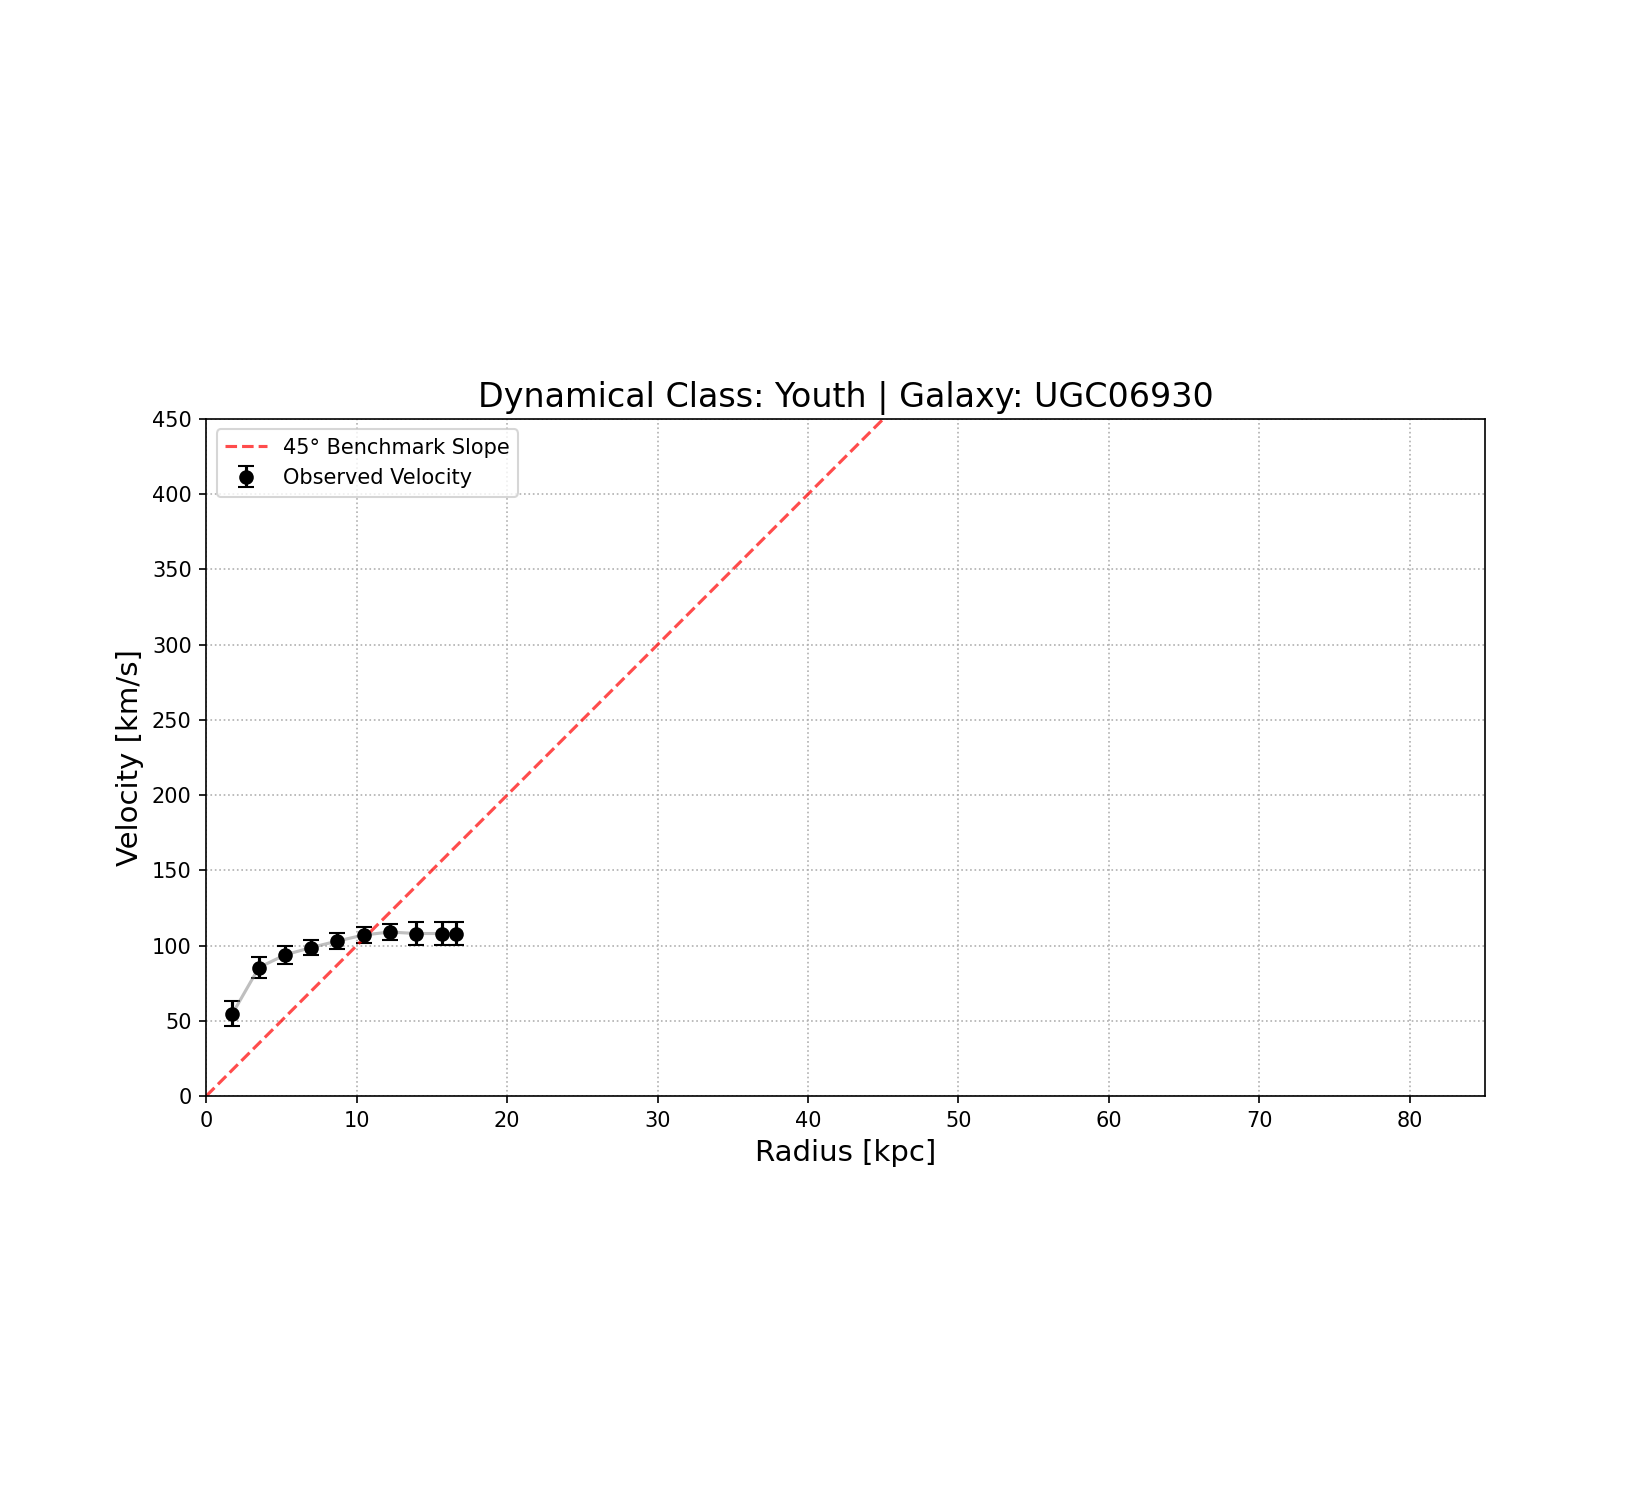 Dynamical Class: Youth | Galaxy: UGC06930
45° Benchmark Slope
Observed Velocity
450
400
350
300
250
200
150
100
50
0
Velocity [km/s]
0 10 20 30 40 50 60 70 80
Radius [kpc]